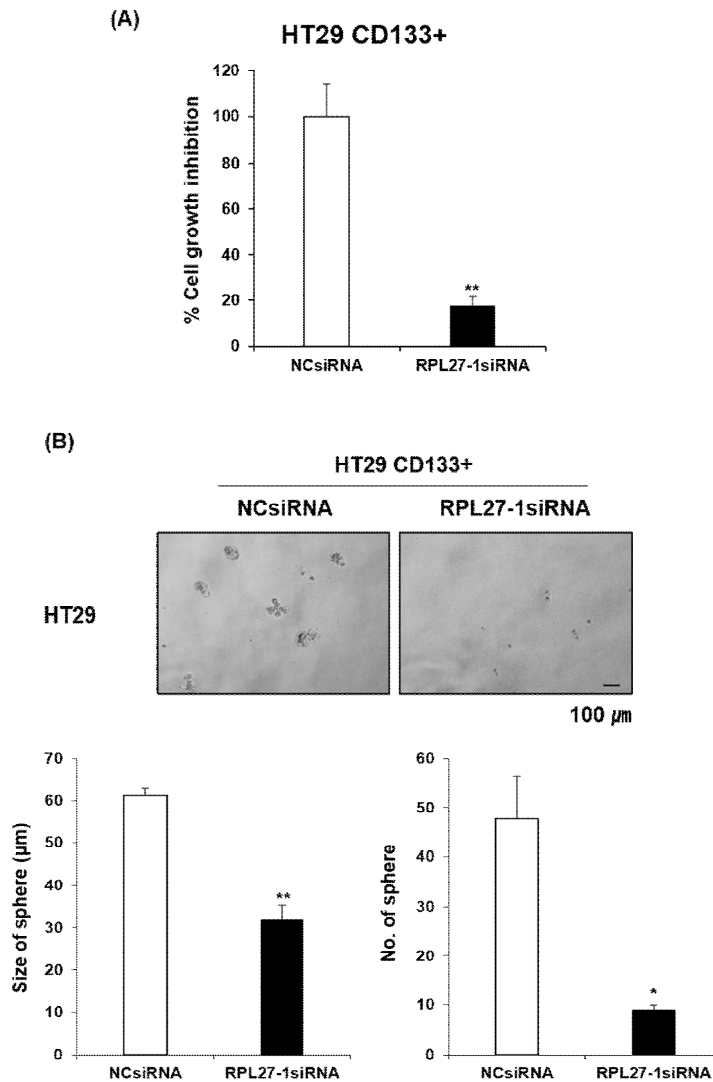 (A)
HT29 CD133+
% Cell growth inhibition
120
100
80
60
40
20
0
**
NCsiRNA RPL27-1siRNA
(B)
HT29 CD133+
NCsiRNA RPL27-1siRNA
HT29
100 µm
Size of sphere (µm)
70
60
50
40
30
20
10
0
**
NCsiRNA RPL27-1siRNA
No. of sphere
60
50
40
30
20
10
0
*
NCsiRNA RPL27-1siRNA